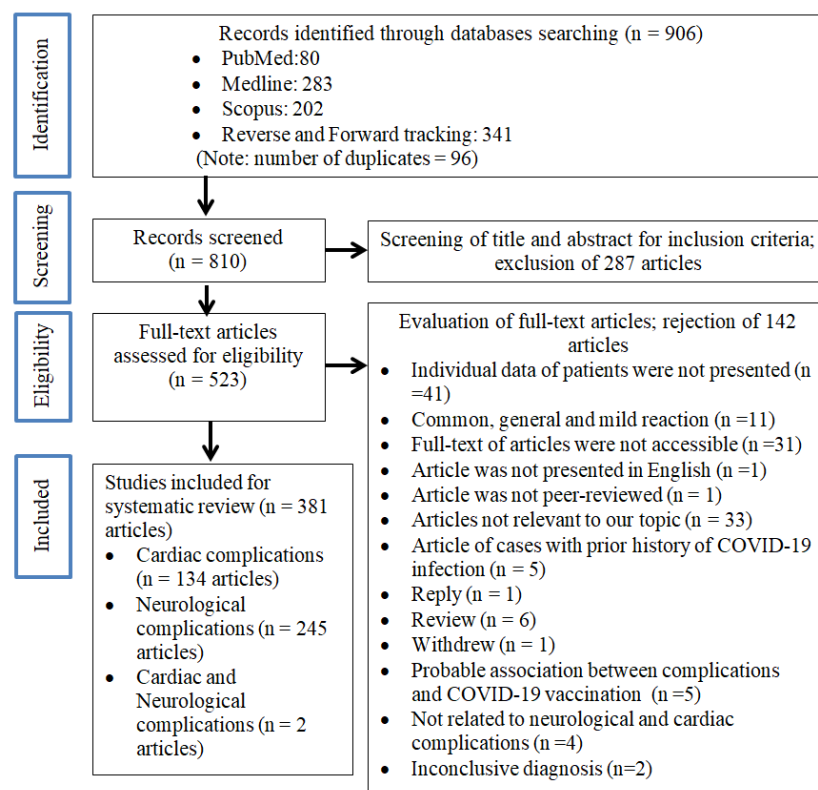 Identification
Records identified through databases searching (n = 906)
• PubMed:80
• Medline: 283
• Scopus: 202
• Reverse and Forward tracking: 341
(Note: number of duplicates = 96)
Screening
Records screened
(n = 810)
Screening of title and abstract for inclusion criteria;
exclusion of 287 articles
Eligibility
Full-text articles
assessed for eligibility
(n = 523)
Evaluation of full-text articles; rejection of 142
articles
• Individual data of patients were not presented (n
=41)
• Common, general and mild reaction (n =11)
• Full-text of articles were not accessible (n =31)
• Article was not presented in English (n =1)
• Article was not peer-reviewed (n = 1)
• Articles not relevant to our topic (n = 33)
• Article of cases with prior history of COVID-19
infection (n = 5)
• Reply (n = 1)
• Review (n = 6)
• Withdrew (n = 1)
• Probable association between complications
and COVID-19 vaccination (n =5)
• Not related to neurological and cardiac
complications (n =4)
• Inconclusive diagnosis (n=2)
Included
Studies included for
systematic review (n = 381
articles)
• Cardiac complications
(n = 134 articles)
• Neurological
complications (n = 245
articles)
• Cardiac and
Neurological
complications (n = 2
articles)